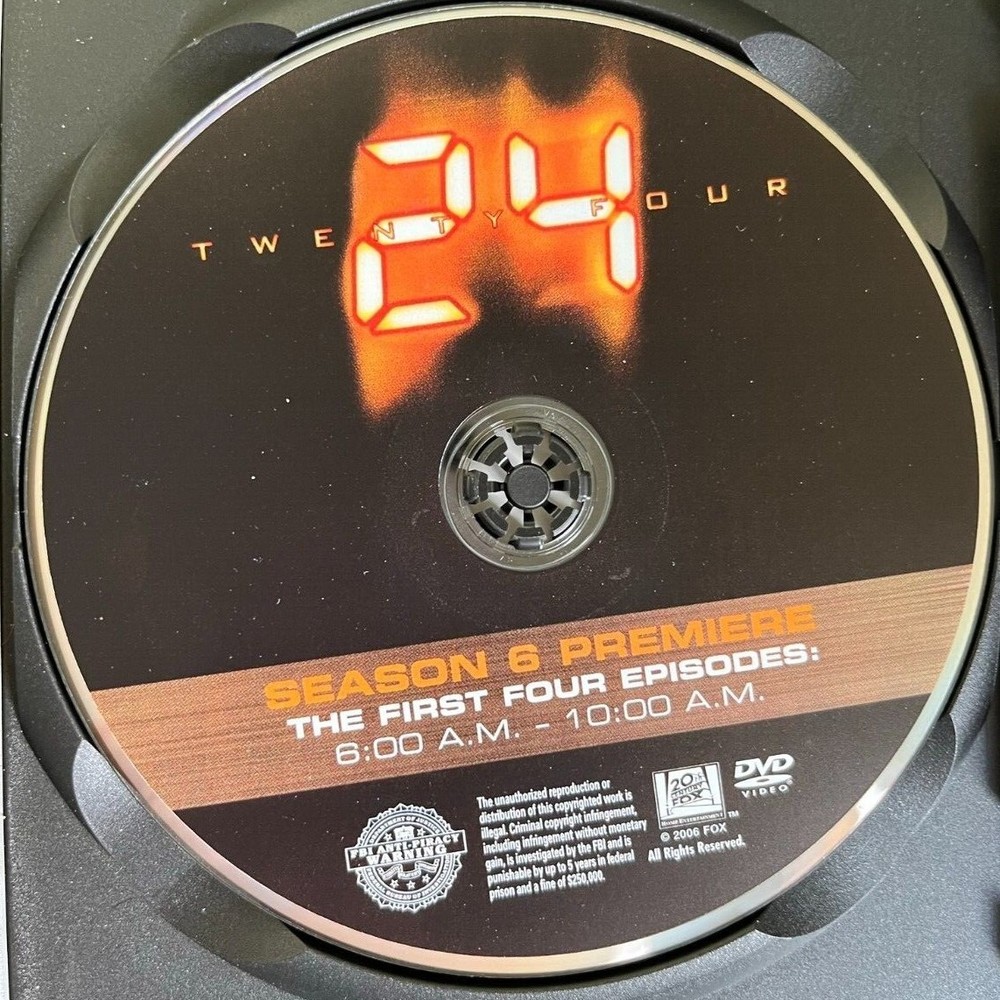 24
TWENTY FOUR
SEASON 6 PREMIERE
THE FIRST FOUR EPISODES:
6:00 A.M. - 10:00 A.M.
FBI ANTI-PIRACY
WARNING
The unauthorized reproduction or
distribution of this copyrighted work is
illegal. Criminal copyright infringement,
including infringement without monetary
gain, is investigated by the FBI and is
punishable by up to 5 years in federal
prison and a fine of $250,000.
20th
CENTURY
FOX
HOME ENTERTAINMENT
TM
© 2006 FOX
All Rights Reserved.
DVD
VIDEO